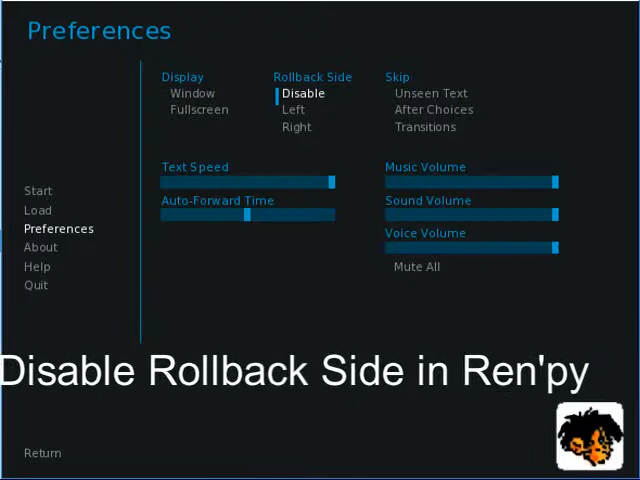 Preferences
Display
Window
Fullscreen
Rollback Side
Disable
Left
Right
Skip
Unseen Text
After Choices
Transitions
Text Speed
Auto-Forward Time
Music Volume
Sound Volume
Voice Volume
Mute All
Start
Load
Preferences
About
Help
Quit
Disable Rollback Side in Ren'py
Return